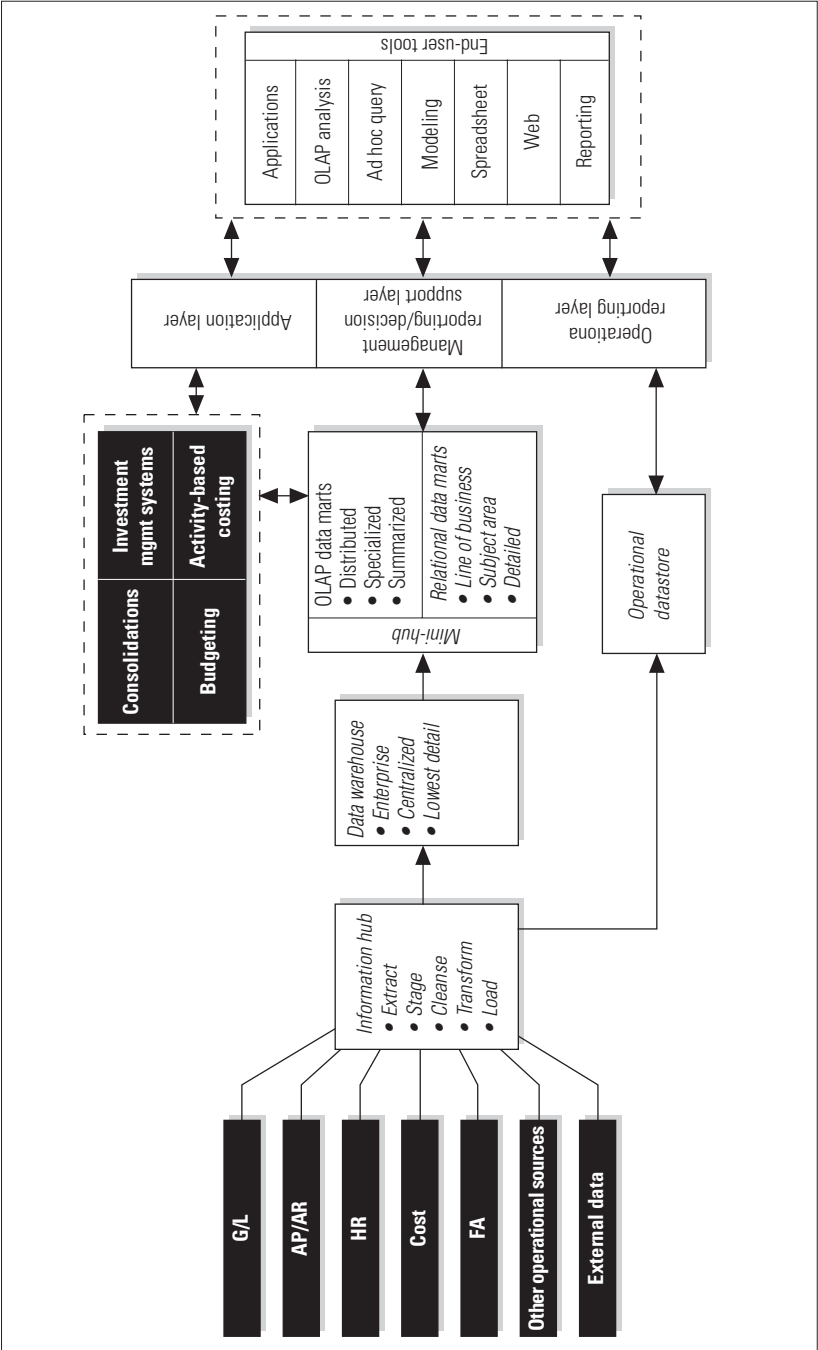 G/L
AP/AR
HR
Cost
FA
Other operational sources
External data
Information hub
• Extract
• Stage
• Cleanse
• Transform
• Load
Data warehouse
• Enterprise
• Centralized
• Lowest detail
Mini-hub
OLAP data marts
• Distributed
• Specialized
• Summarized
Relational data marts
• Line of business
• Subject area
• Detailed
Operational
datastore
Consolidations
Investment
mgmt systems
Budgeting
Activity-based
costing
Application layer
Management
reporting/decision
support layer
Operationa
reporting layer
End-user tools
Applications
OLAP analysis
Ad hoc query
Modeling
Spreadsheet
Web
Reporting